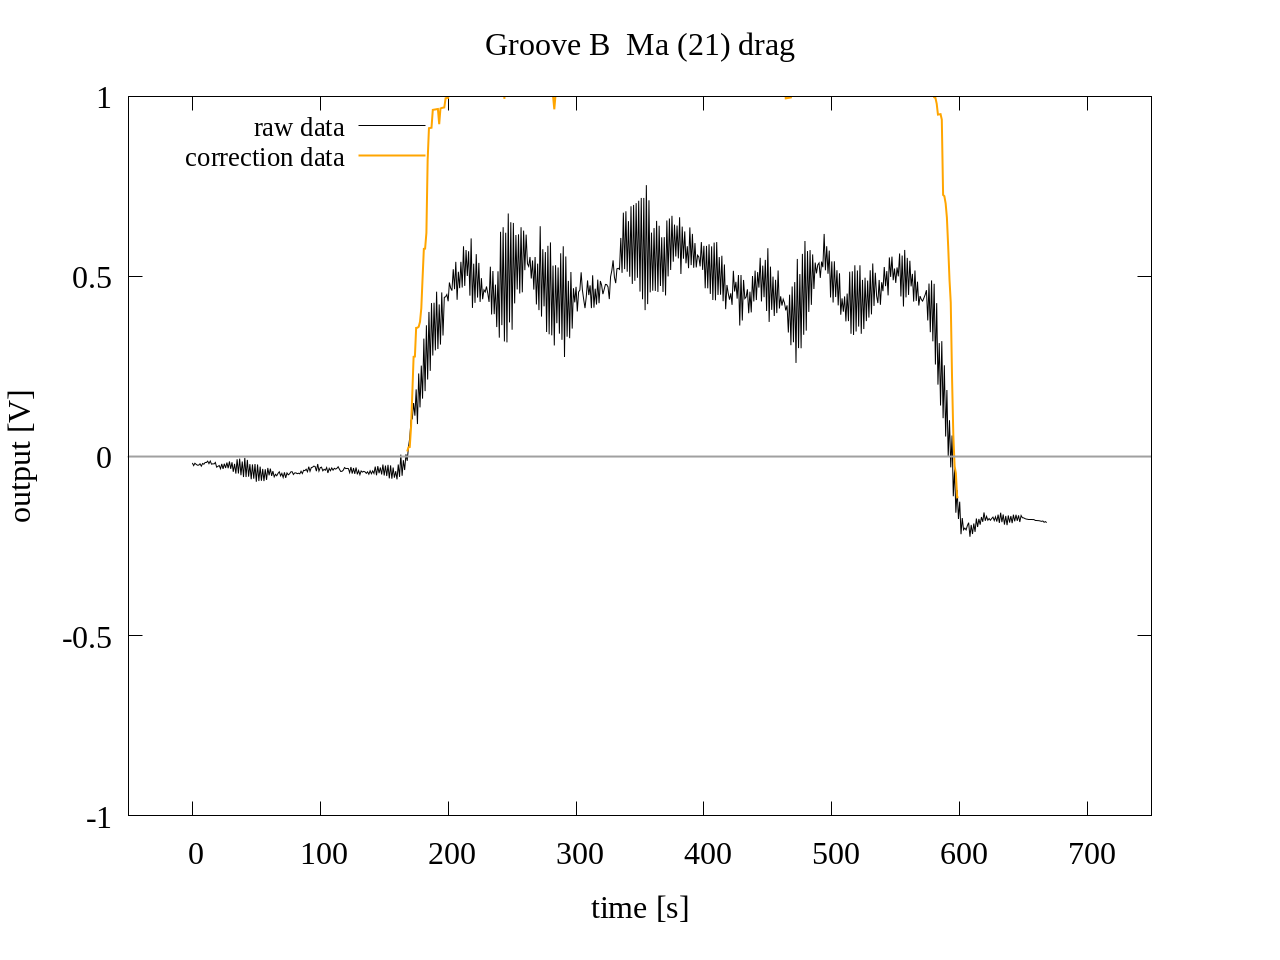 Groove B  Ma (21) drag
raw data
correction data
output [V]
1
0.5
0
-0.5
-1
0 100 200 300 400 500 600 700
time [s]